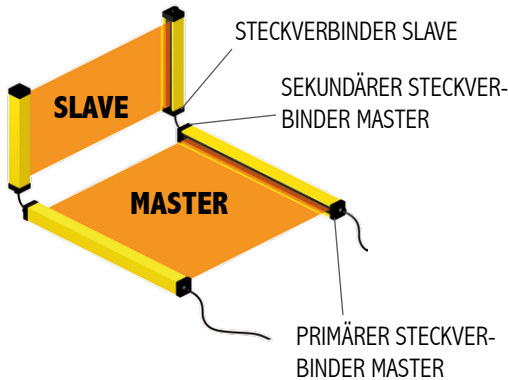 STECKVERBINDER SLAVE
SEKUNDÄRER STECKVER-
BINDER MASTER
SLAVE
MASTER
PRIMÄRER STECKVER-
BINDER MASTER